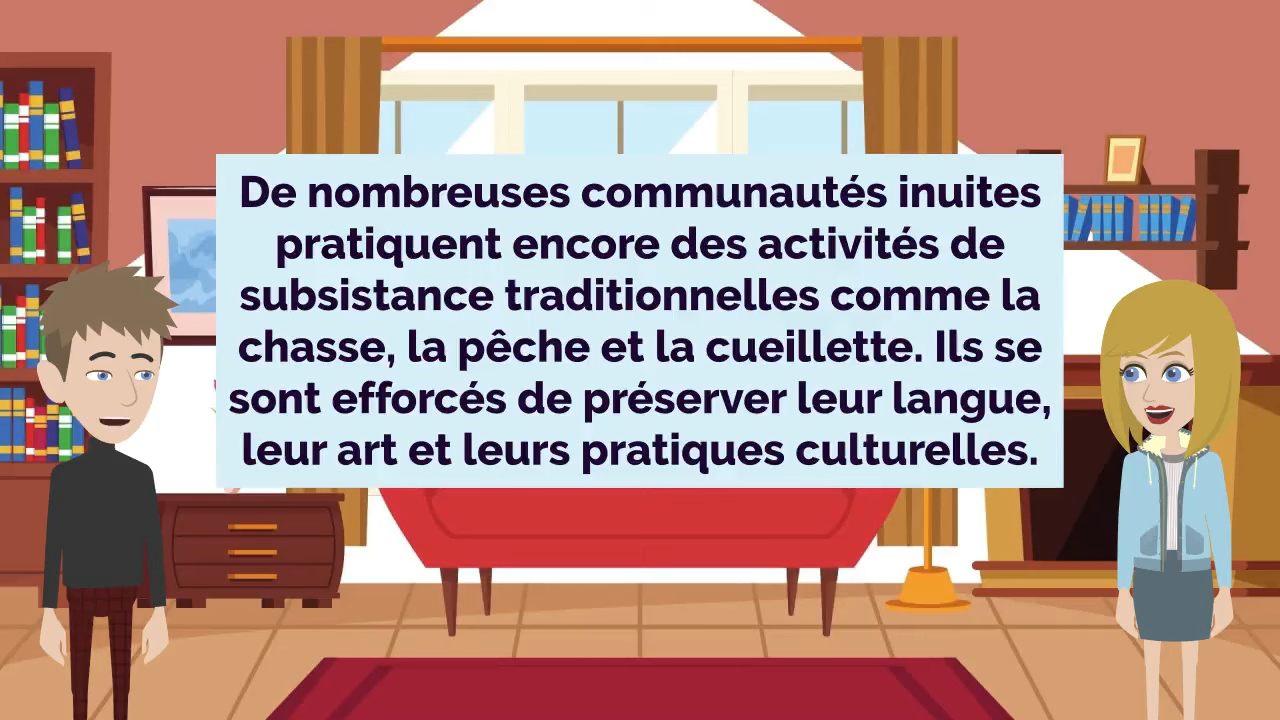 De nombreuses communautés inuites
pratiquent encore des activités de
subsistance traditionnelles comme la
chasse, la pêche et la cueillette. Ils se
sont efforcés de préserver leur langue,
leur art et leurs pratiques culturelles.